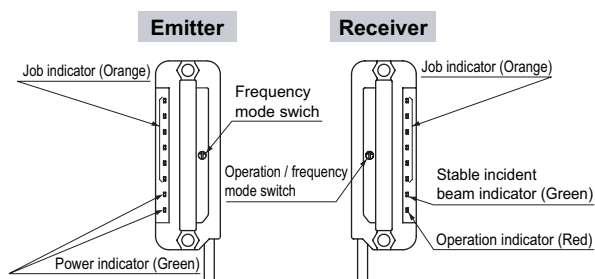 Emitter
Receiver
Job indicator (Orange)
Job indicator (Orange)
Frequency
mode swich
Operation / frequency
mode switch
Stable incident
beam indicator (Green)
Operation indicator (Red)
Power indicator (Green)